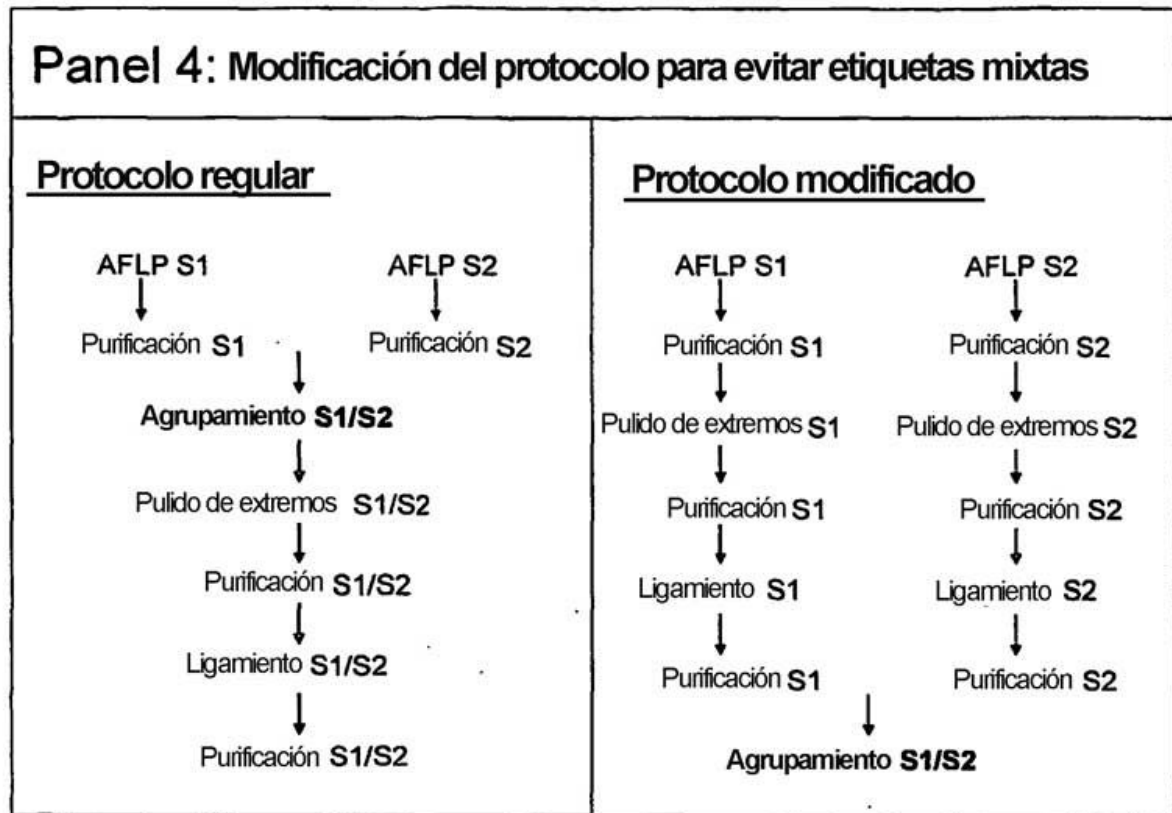 Panel 4: Modificación del protocolo para evitar etiquetas mixtas
Protocolo regular
AFLP S1
AFLP S2
Purificación S1
Purificación S2
Agrupamiento S1/S2
Pulido de extremos S1/S2
Purificación S1/S2
Ligamiento S1/S2
Purificación S1/S2
Protocolo modificado
AFLP S1
AFLP S2
Purificación S1
Purificación S2
Pulido de extremos S1
Pulido de extremos S2
Purificación S1
Purificación S2
Ligamiento S1
Ligamiento S2
Purificación S1
Purificación S2
Agrupamiento S1/S2